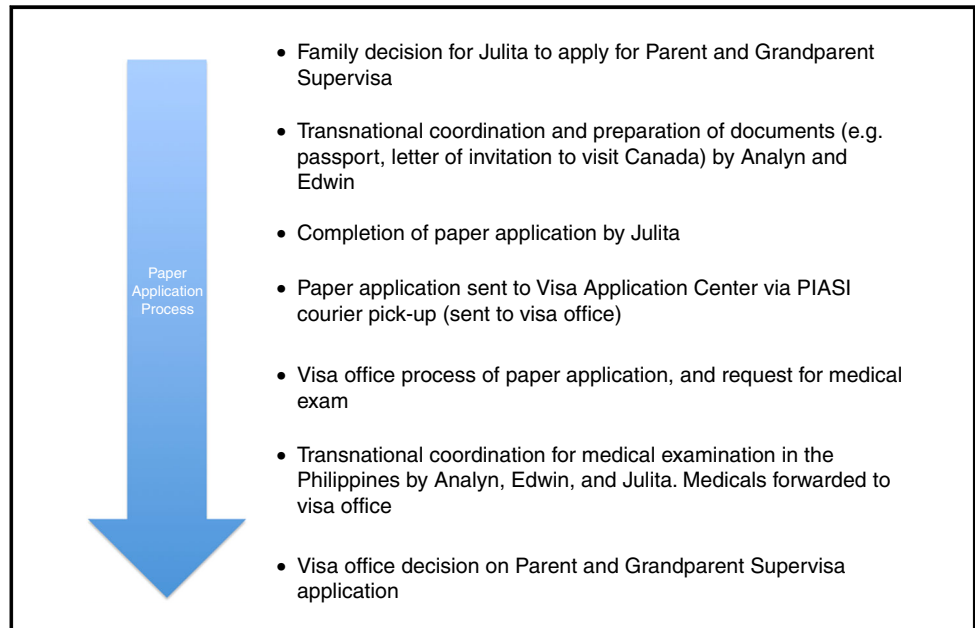 Paper
Application
Process
• Family decision for Julita to apply for Parent and Grandparent
Supervisa
• Transnational coordination and preparation of documents (e.g.
passport, letter of invitation to visit Canada) by Analyn and
Edwin
• Completion of paper application by Julita
• Paper application sent to Visa Application Center via PIASI
courier pick-up (sent to visa office)
• Visa office process of paper application, and request for medical
exam
• Transnational coordination for medical examination in the
Philippines by Analyn, Edwin, and Julita. Medicals forwarded to
visa office
• Visa office decision on Parent and Grandparent Supervisa
application